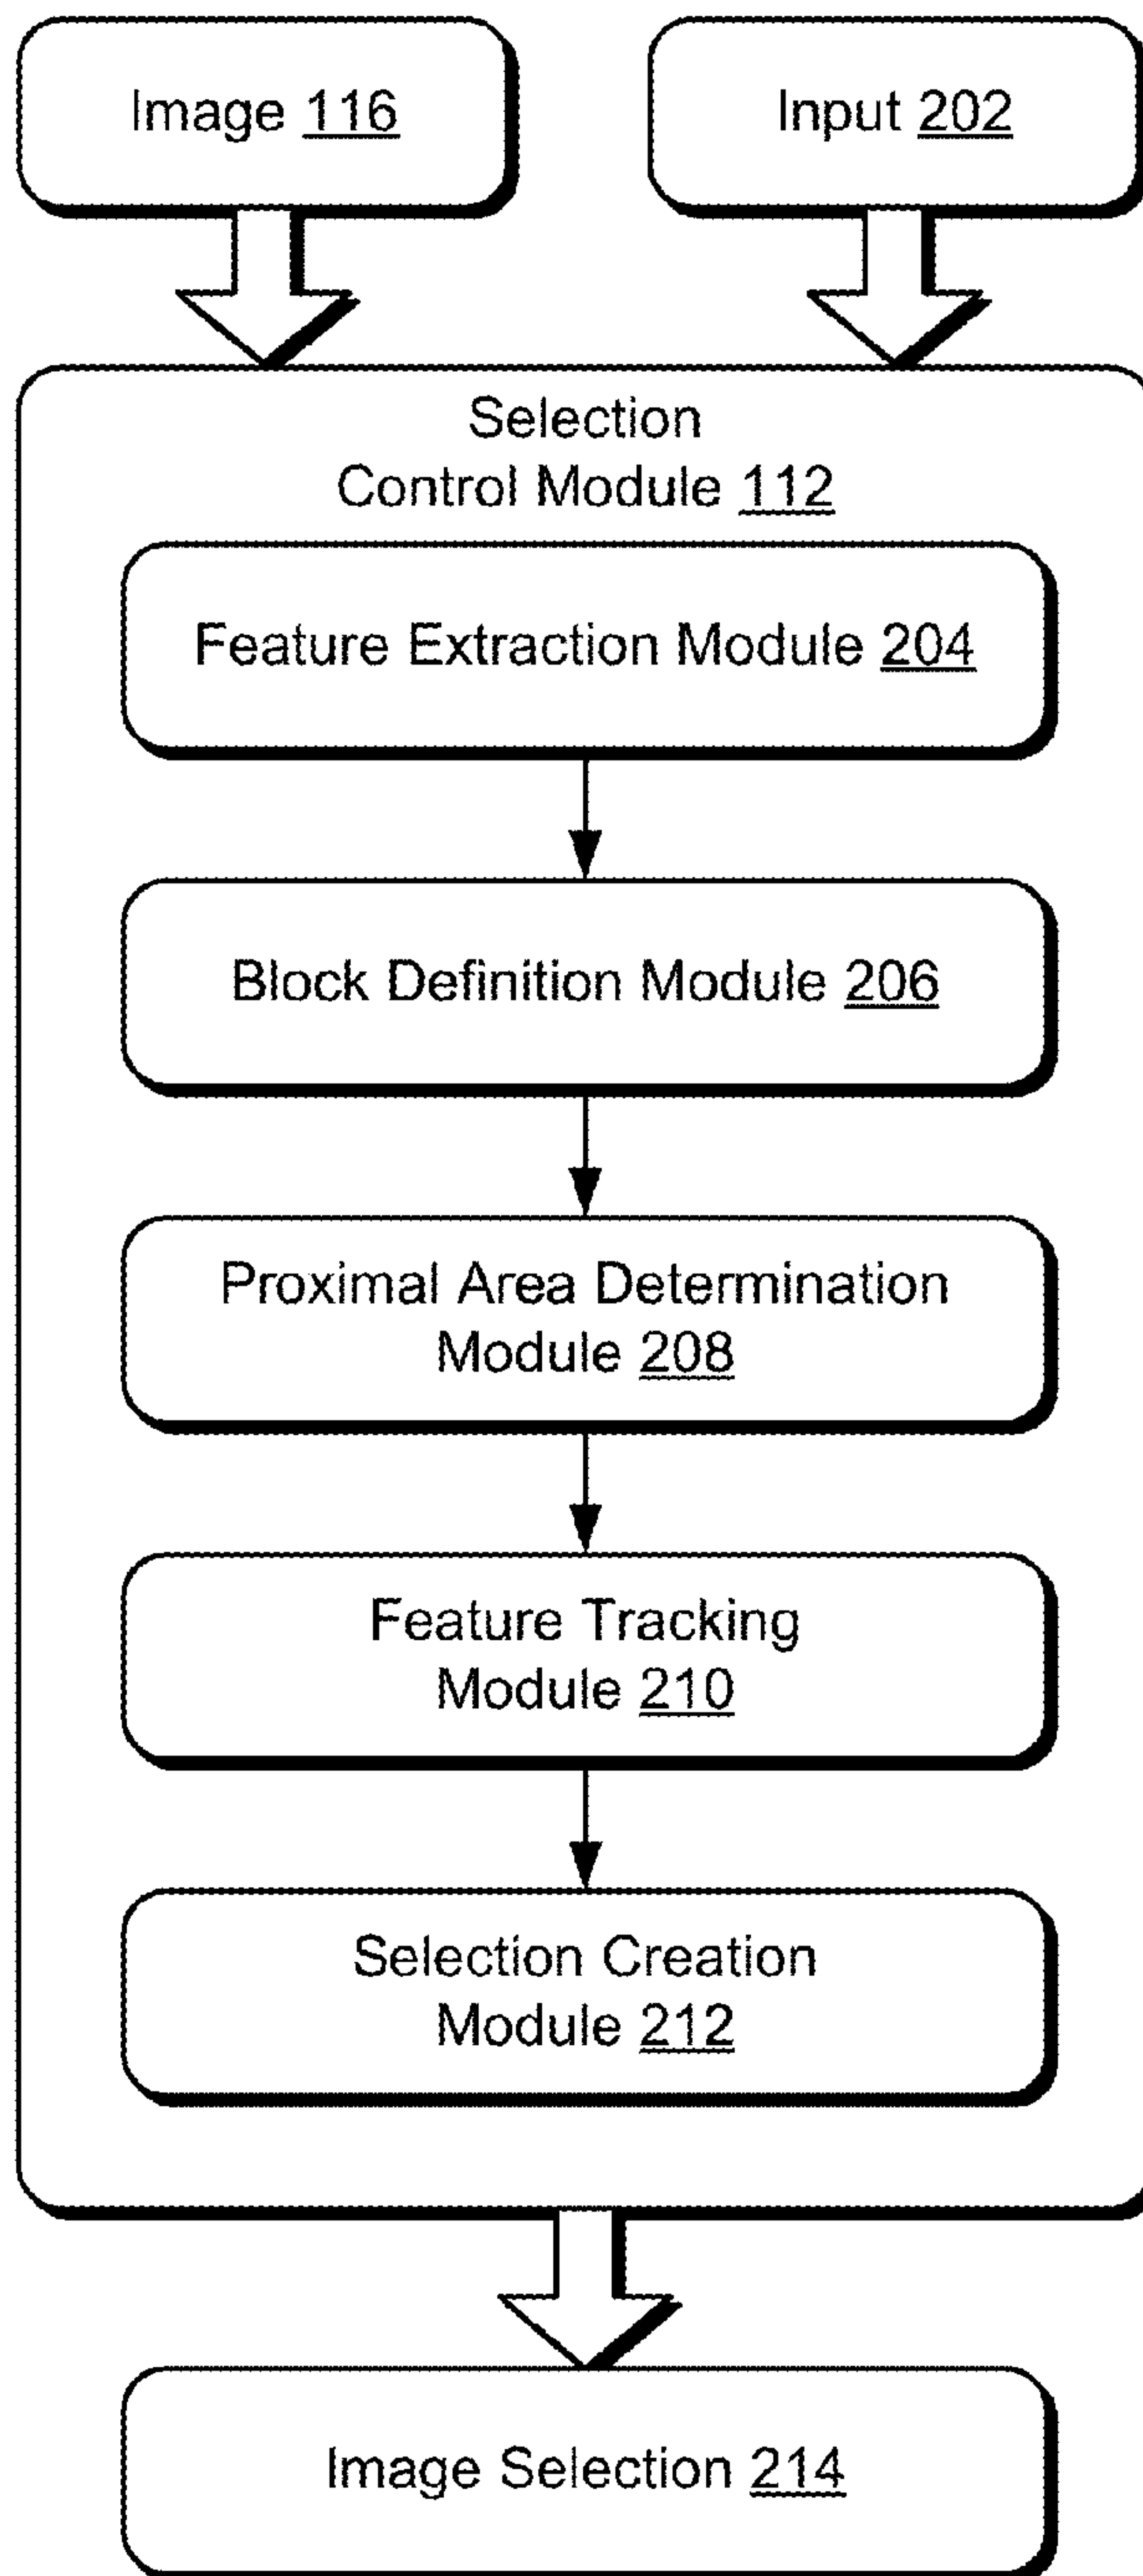 Image 116
Input 202
Selection
Control Module 112
Feature Extraction Module 204
Block Definition Module 206
Proximal Area Determination
Module 208
Feature Tracking
Module 210
Selection Creation
Module 212
Image Selection 214